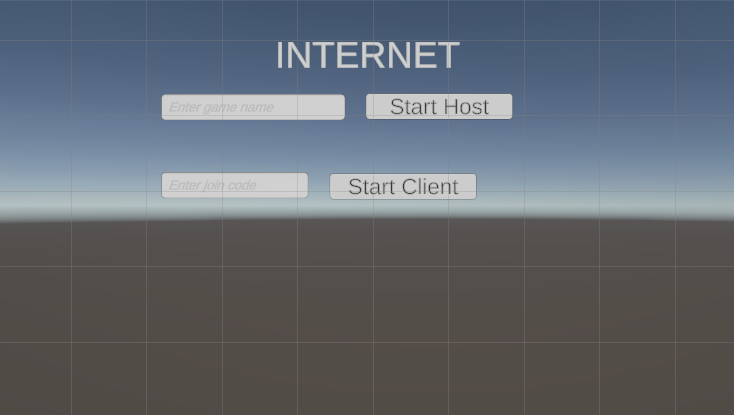 INTERNET
Enter game name
Start Host
Enter join code
Start Client